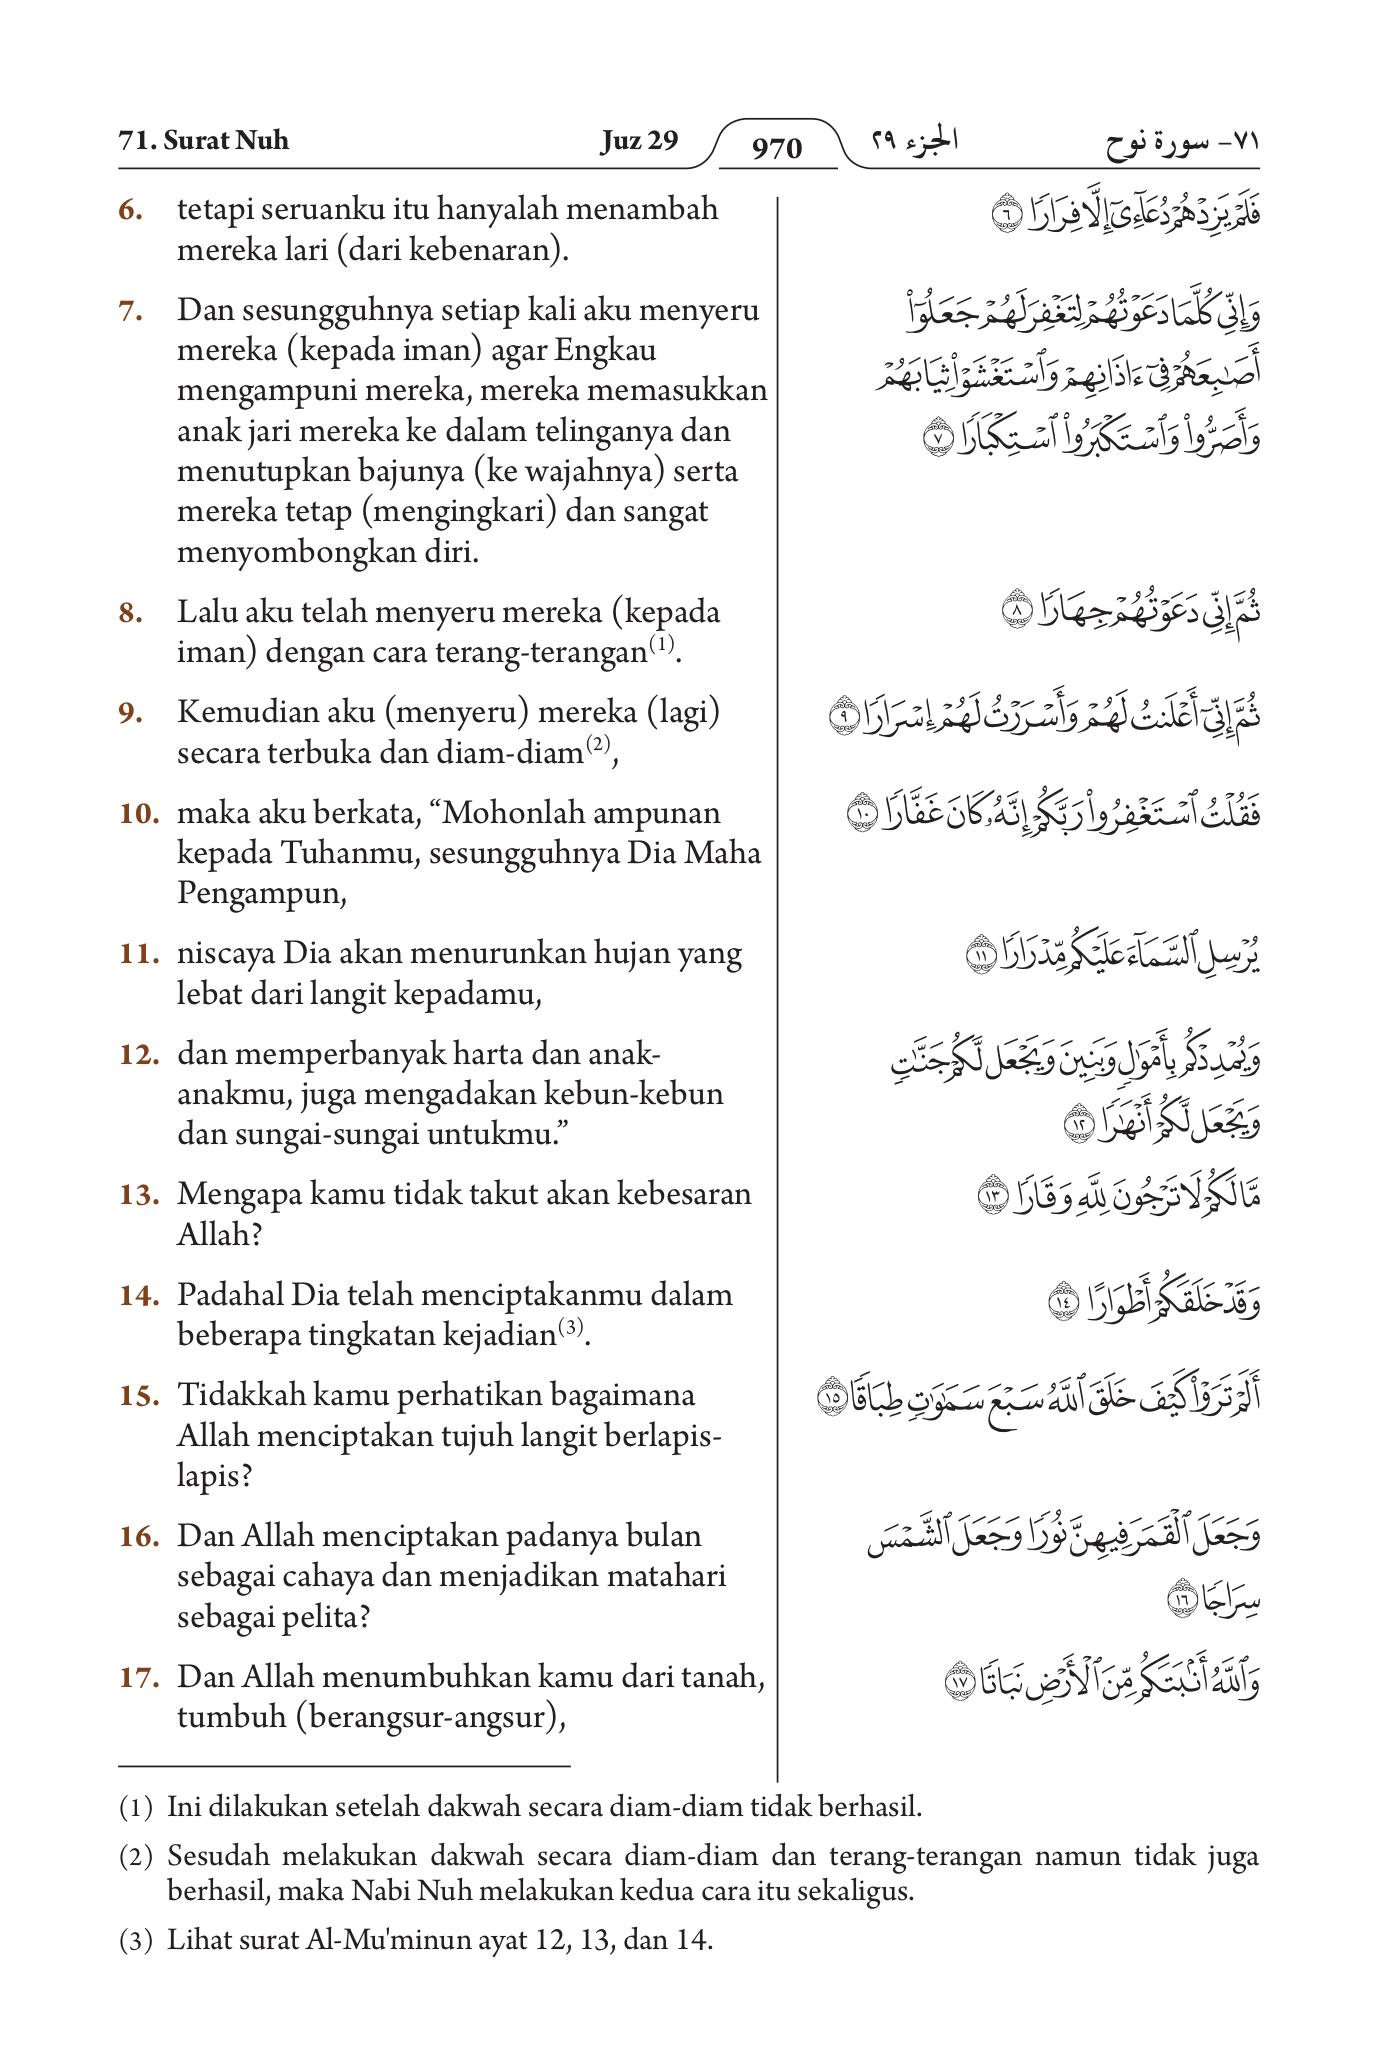 71. Surat Nuh Juz 29 970 الجزء ٢٩ ٧١- سورة نوح
6. tetapi seruanku itu hanyalah menambah
mereka lari (dari kebenaran).
7. Dan sesungguhnya setiap kali aku menyeru
mereka (kepada iman) agar Engkau
mengampuni mereka, mereka memasukkan
anak jari mereka ke dalam telinganya dan
menutupkan bajunya (ke wajahnya) serta
mereka tetap (mengingkari) dan sangat
menyombongkan diri.
8. Lalu aku telah menyeru mereka (kepada
iman) dengan cara terang-terangan(1).
9. Kemudian aku (menyeru) mereka (lagi)
secara terbuka dan diam-diam(2),
10. maka aku berkata, “Mohonlah ampunan
kepada Tuhanmu, sesungguhnya Dia Maha
Pengampun,
11. niscaya Dia akan menurunkan hujan yang
lebat dari langit kepadamu,
12. dan memperbanyak harta dan anak-
anakmu, juga mengadakan kebun-kebun
dan sungai-sungai untukmu.”
13. Mengapa kamu tidak takut akan kebesaran
Allah?
14. Padahal Dia telah menciptakanmu dalam
beberapa tingkatan kejadian(3).
15. Tidakkah kamu perhatikan bagaimana
Allah menciptakan tujuh langit berlapis-
lapis?
16. Dan Allah menciptakan padanya bulan
sebagai cahaya dan menjadikan matahari
sebagai pelita?
17. Dan Allah menumbuhkan kamu dari tanah,
tumbuh (berangsur-angsur),
فَلَمۡ يَزِدۡهُمۡ دُعَآءِيٓ إِلَّا فِرَارٗا ٦
وَإِنِّي كُلَّمَا دَعَوۡتُهُمۡ لِتَغۡفِرَ لَهُمۡ جَعَلُوٓاْ
أَصَٰبِعَهُمۡ فِيٓ ءَاذَانِهِمۡ وَٱسۡتَغۡشَوۡاْ ثِيَابَهُمۡ
وَأَصَرُّواْ وَٱسۡتَكۡبَرُواْ ٱسۡتِكۡبَارٗا ٧
ثُمَّ إِنِّي دَعَوۡتُهُمۡ جِهَارٗا ٨
ثُمَّ إِنِّيٓ أَعۡلَنتُ لَهُمۡ وَأَسۡرَرۡتُ لَهُمۡ إِسۡرَارٗا ٩
فَقُلۡتُ ٱسۡتَغۡفِرُواْ رَبَّكُمۡ إِنَّهُۥ كَانَ غَفَّارٗا ١٠
يُرۡسِلِ ٱلسَّمَآءَ عَلَيۡكُم مِّدۡرَارٗا ١١
وَيُمۡدِدۡكُم بِأَمۡوَٰلٖ وَبَنِينَ وَيَجۡعَل لَّكُمۡ جَنَّٰتٖ
وَيَجۡعَل لَّكُمۡ أَنۡهَٰرٗا ١٢
مَّا لَكُمۡ لَا تَرۡجُونَ لِلَّهِ وَقَارٗا ١٣
وَقَدۡ خَلَقَكُمۡ أَطۡوَارًا ١٤
أَلَمۡ تَرَوۡاْ كَيۡفَ خَلَقَ ٱللَّهُ سَبۡعَ سَمَٰوَٰتٖ طِبَاقٗا ١٥
وَجَعَلَ ٱلۡقَمَرَ فِيهِنَّ نُورٗا وَجَعَلَ ٱلشَّمۡسَ
سِرَاجٗا ١٦
وَٱللَّهُ أَنۢبَتَكُم مِّنَ ٱلۡأَرۡضِ نَبَاتٗا ١٧
(1) Ini dilakukan setelah dakwah secara diam-diam tidak berhasil.
(2) Sesudah melakukan dakwah secara diam-diam dan terang-terangan namun tidak juga
berhasil, maka Nabi Nuh melakukan kedua cara itu sekaligus.
(3) Lihat surat Al-Mu'minun ayat 12, 13, dan 14.